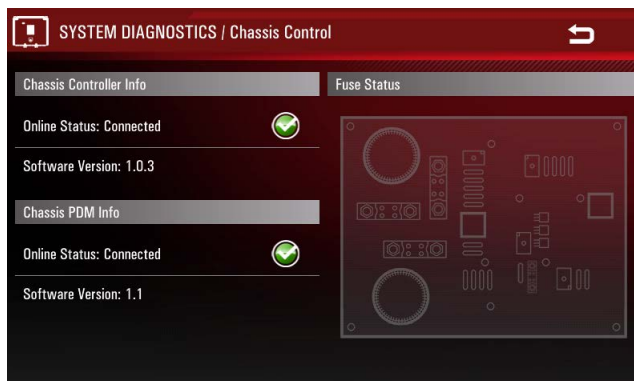 SYSTEM DIAGNOSTICS / Chassis Control
Chassis Controller Info
Online Status: Connected
Software Version: 1.0.3
Chassis PDM Info
Online Status: Connected
Software Version: 1.1
Fuse Status